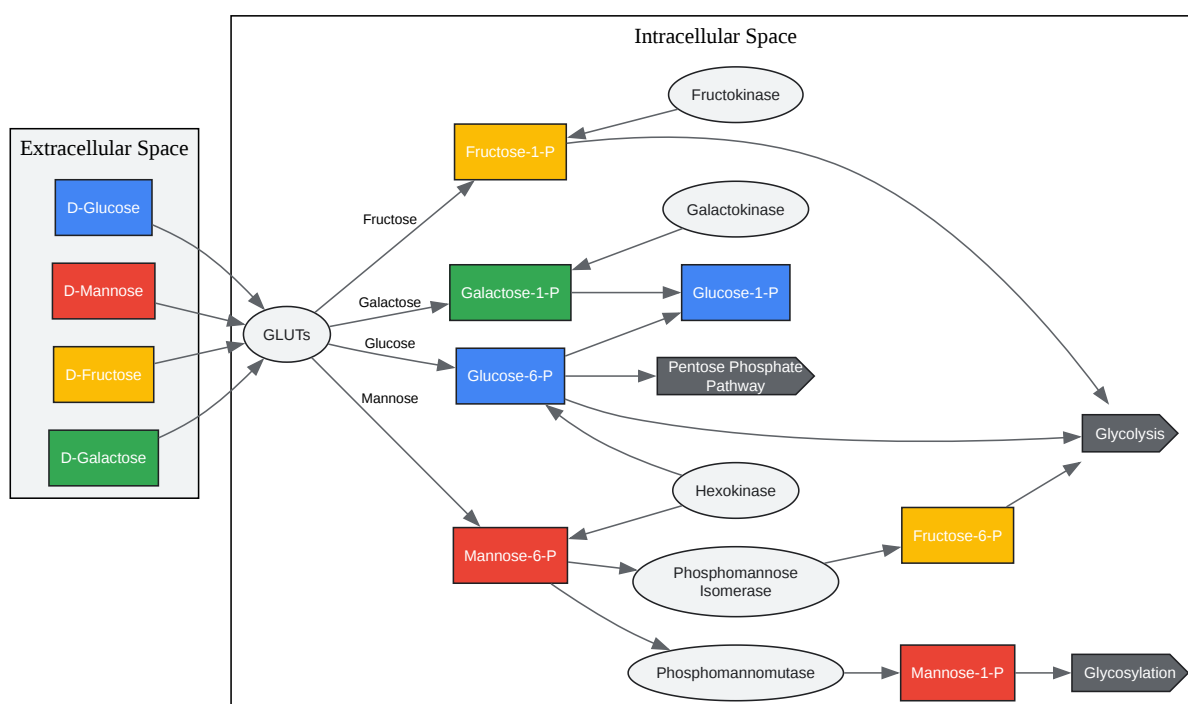 Intracellular Space
Fructokinase
Extracellular Space
Fructose-1-P
D-Glucose
Galactokinase
Fructose
D-Mannose
Galactose-1-P
Glucose-1-P
Galactose
GLUTs
Glucose
D-Fructose
Glucose-6-P
Pentose Phosphate
Pathway
Mannose
Glycolysis
D-Galactose
Hexokinase
Fructose-6-P
Mannose-6-P
Phosphomannose
Isomerase
Phosphomannomutase
Mannose-1-P
Glycosylation